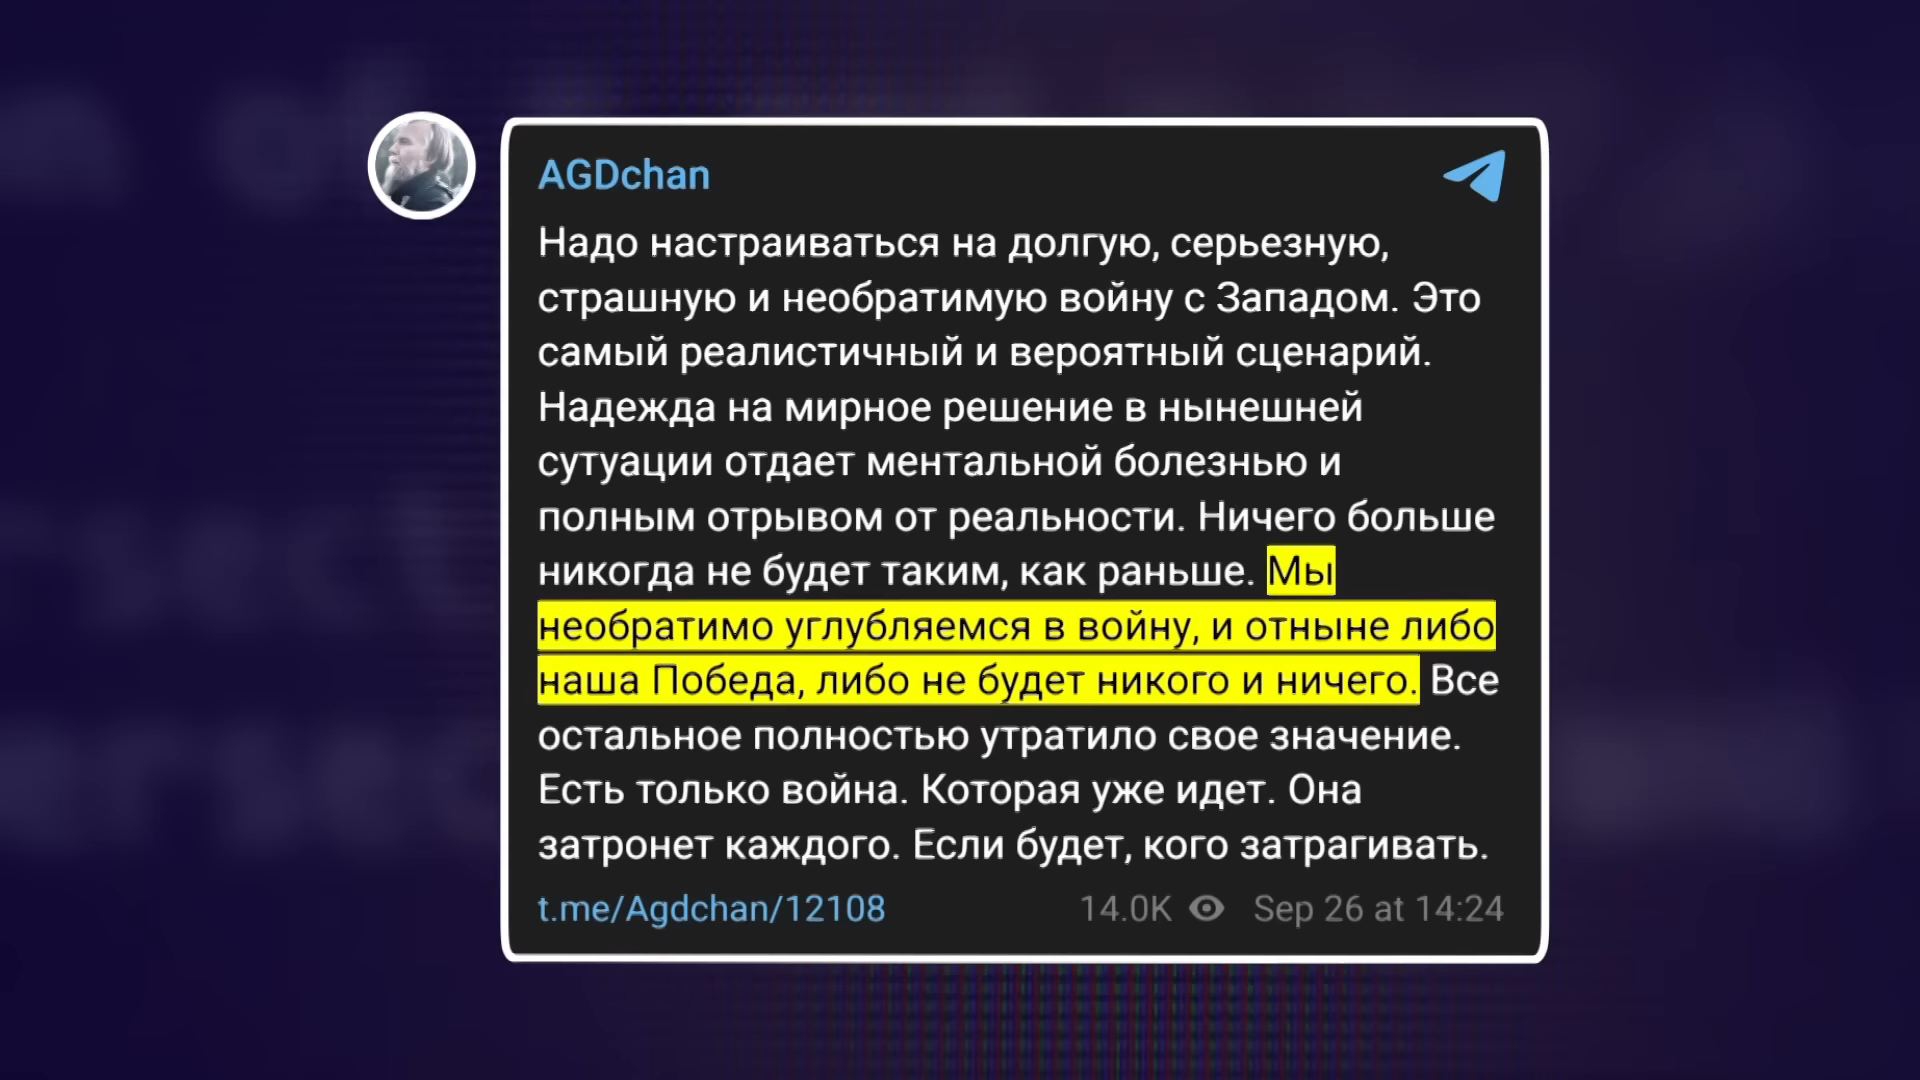 AGDchan
Надо настраиваться на долгую, серьезную,
страшную и необратимую войну с Западом. Это
самый реалистичный и вероятный сценарий.
Надежда на мирное решение в нынешней
сутуации отдает ментальной болезнью и
полным отрывом от реальности. Ничего больше
никогда не будет таким, как раньше. Мы
необратимо углубляемся в войну, и отныне либо
наша Победа, либо не будет никого и ничего. Все
остальное полностью утратило свое значение.
Есть только война. Которая уже идет. Она
затронет каждого. Если будет, кого затрагивать.
t.me/Agdchan/12108 14.0K Sep 26 at 14:24